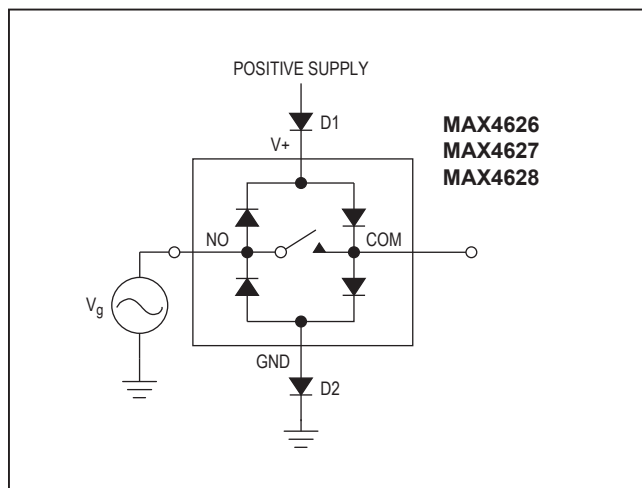 POSITIVE SUPPLY
D1
MAX4626
MAX4627
MAX4628
V+
NO
COM
Vg
GND
D2